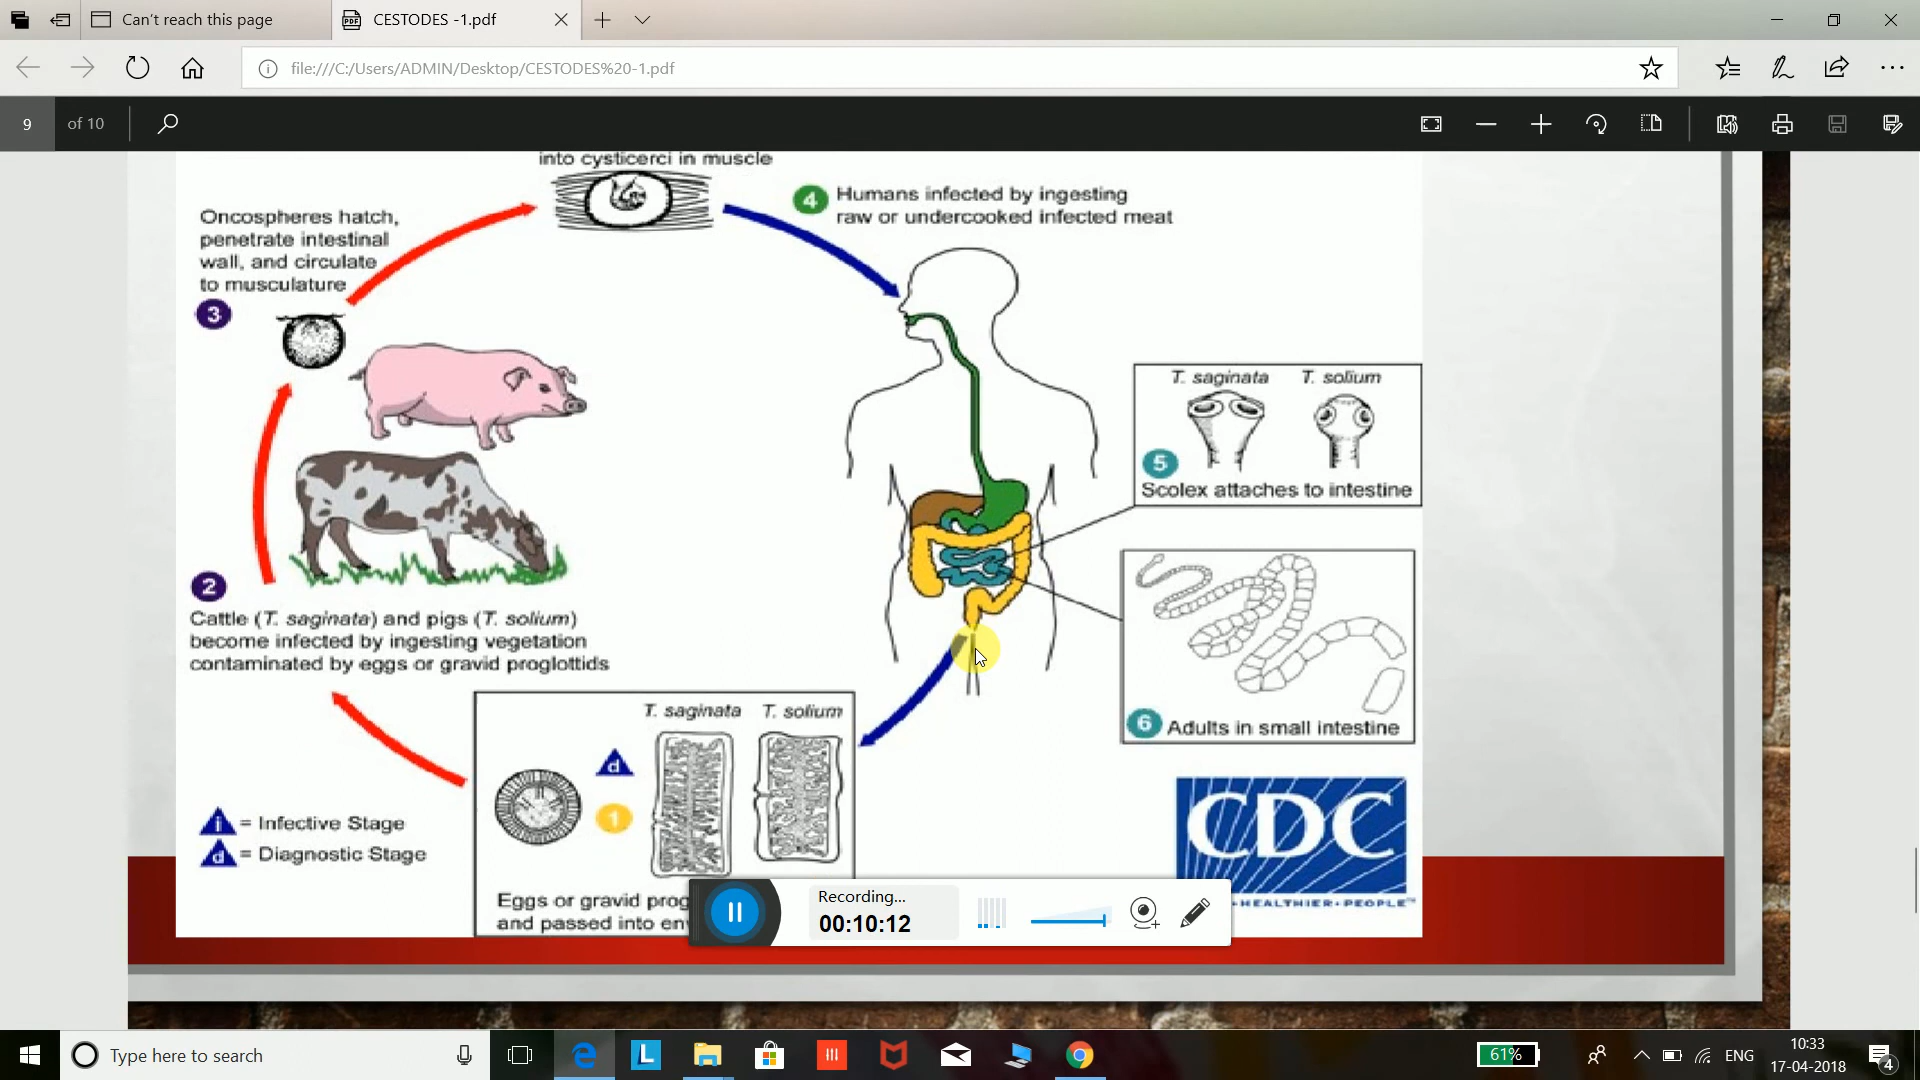 Can't reach this page
CESTODES -1.pdf
file:///C:/Users/ADMIN/Desktop/CESTODES%20-1.pdf
9 of 10
into cysticerci in muscle
4 Humans infected by ingesting
raw or undercooked infected meat
Oncospheres hatch,
penetrate intestinal
wall, and circulate
to musculature
3
T. saginata T. solium
5
Scolex attaches to intestine
2
Cattle (T. saginata) and pigs (T. solium)
become infected by ingesting vegetation
contaminated by eggs or gravid proglottids
6 Adults in small intestine
T. saginata T. solium
d
1
i = Infective Stage
d = Diagnostic Stage
Eggs or gravid prog
and passed into en
CDC
HEALTHIER • PEOPLE™
Recording...
00:10:12
Type here to search
61%
ENG
10:33
17-04-2018
4